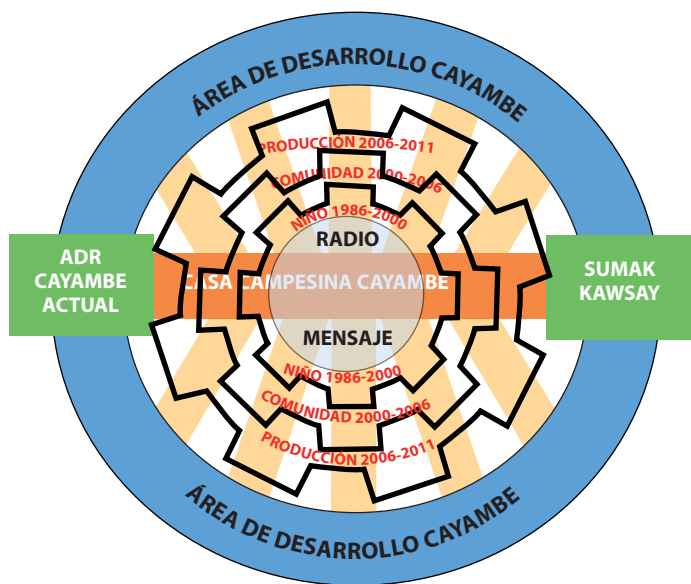 ÁREA DE DESARROLLO CAYAMBE
PRODUCCIÓN 2006-2011
COMUNIDAD 2000-2006
NIÑO 1986-2000
RADIO
ADR
CAYAMBE
ACTUAL
CASA CAMPESINA CAYAMBE
SUMAK
KAWSAY
MENSAJE
NIÑO 1986-2000
COMUNIDAD 2000-2006
PRODUCCIÓN 2006-2011
ÁREA DE DESARROLLO CAYAMBE